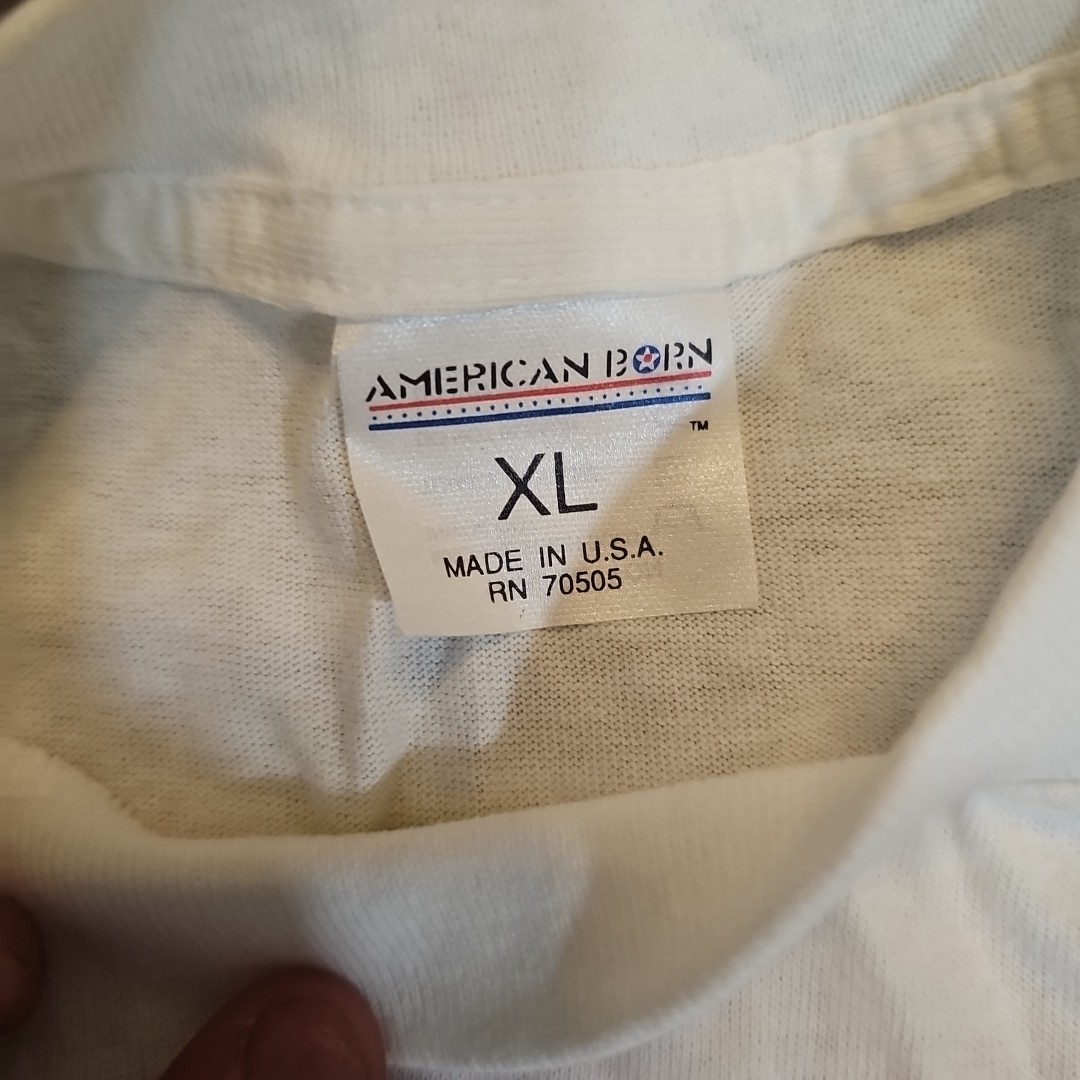 AMERICAN BORN
™
XL
MADE IN U.S.A.
RN 70505